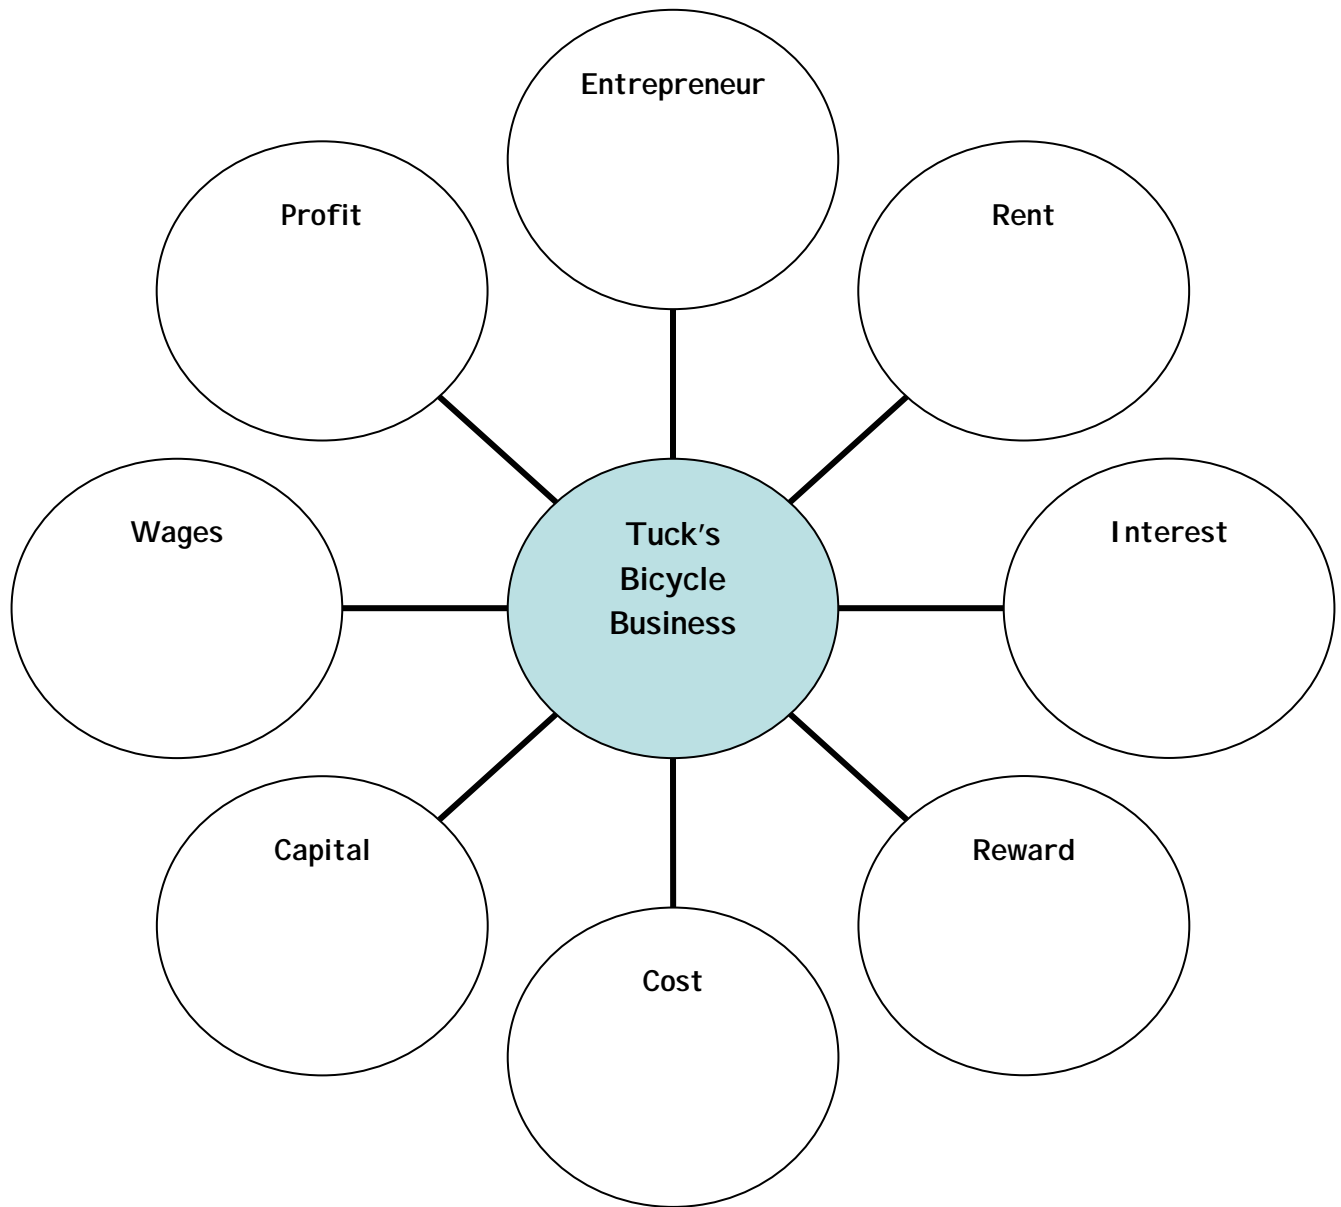 Entrepreneur
Profit
Rent
Wages
Tuck's
Bicycle
Business
Interest
Capital
Reward
Cost